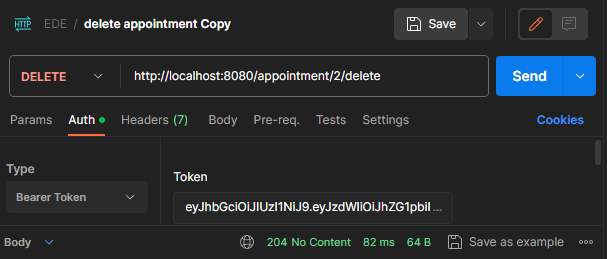 HTTP EDE / delete appointment Copy Save
DELETE http://localhost:8080/appointment/2/delete Send
Params Auth Headers (7) Body Pre-req. Tests Settings Cookies
Type
Bearer Token
Token
eyJhbGciOiJIUzI1NiJ9.eyJzdWIiOiJhZG1pbiI ...
Body 204 No Content 82 ms 64 B Save as example